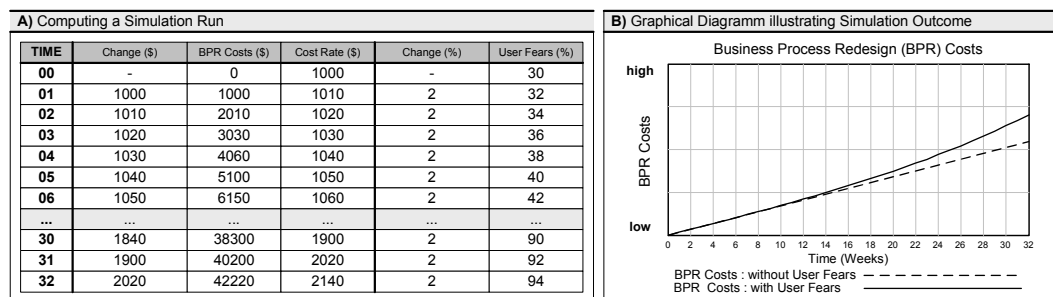 A) Computing a Simulation Run
TIME Change ($) BPR Costs ($) Cost Rate ($) Change (%) User Fears (%)
00 - 0 1000 - 30
01 1000 1000 1010 2 32
02 1010 2010 1020 2 34
03 1020 3030 1030 2 36
04 1030 4060 1040 2 38
05 1040 5100 1050 2 40
06 1050 6150 1060 2 42
... ... ... ... ... ...
30 1840 38300 1900 2 90
31 1900 40200 2020 2 92
32 2020 42220 2140 2 94
B) Graphical Diagramm illustrating Simulation Outcome
Business Process Redesign (BPR) Costs
high
BPR Costs
low
0 2 4 6 8 10 12 14 16 18 20 22 24 26 28 30 32
Time (Weeks)
BPR Costs : without User Fears
BPR Costs : with User Fears